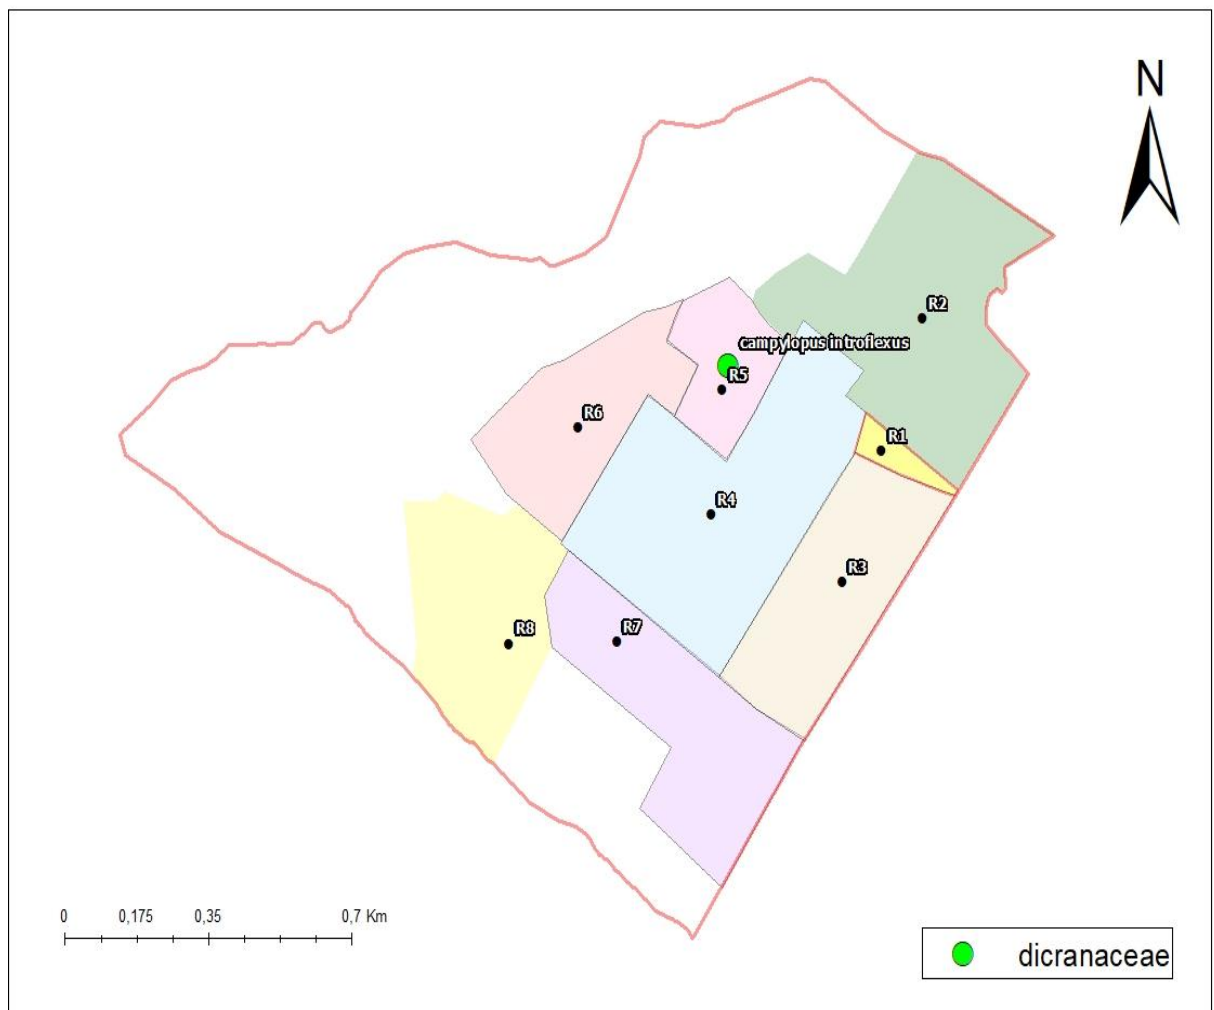 N
R2
campylopus introflexus
R5
R6
R1
R4
R3
R7
R8
0 0,175 0,35 0,7 Km
dicranaceae